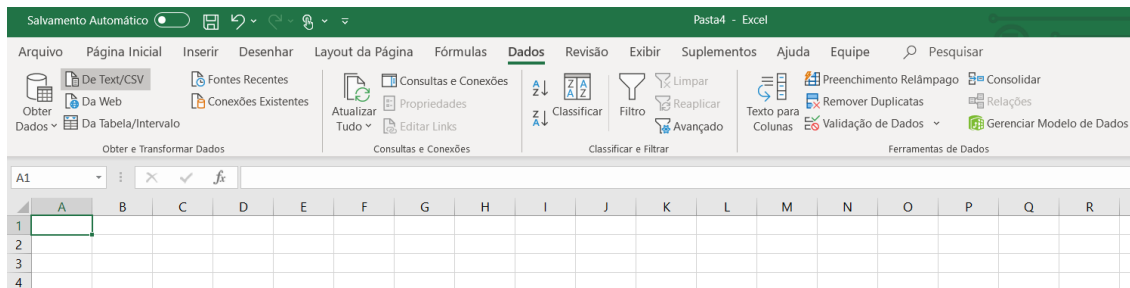 Salvamento Automático
Pasta4 - Excel
Arquivo Página Inicial Inserir Desenhar Layout da Página Fórmulas Dados Revisão Exibir Suplementos Ajuda Equipe Pesquisar
Obter Dados
De Text/CSV
Da Web
Da Tabela/Intervalo
Fontes Recentes
Conexões Existentes
Obter e Transformar Dados
Atualizar Tudo
Consultas e Conexões
Propriedades
Editar Links
Consultas e Conexões
Classificar
Filtro
Limpar
Reaplicar
Avançado
Classificar e Filtrar
Texto para Colunas
Preenchimento Relâmpago
Remover Duplicatas
Validação de Dados
Consolidar
Relações
Gerenciar Modelo de Dados
Ferramentas de Dados
A1
fx
A B C D E F G H I J K L M N O P Q R
1
2
3
4